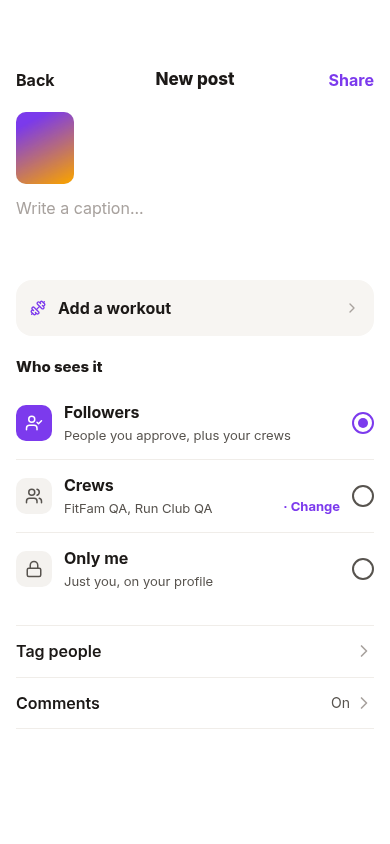 Back New post Share
Write a caption...
Add a workout
Who sees it
Followers
People you approve, plus your crews
Crews
FitFam QA, Run Club QA · Change
Only me
Just you, on your profile
Tag people
Comments On